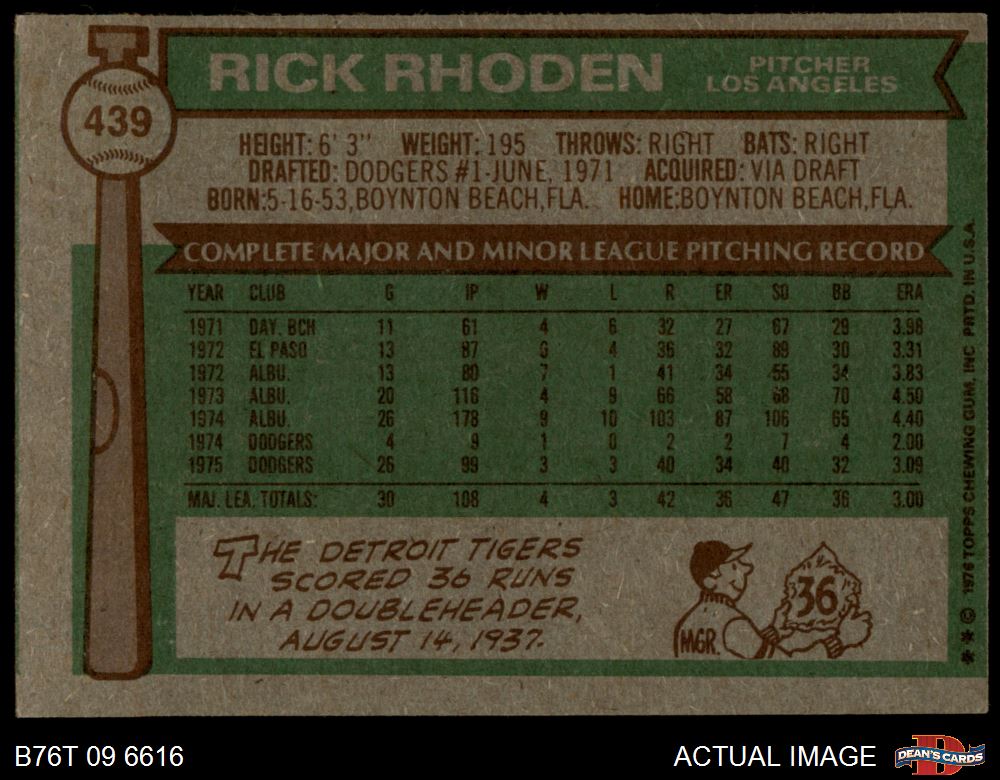 439
RICK RHODEN
PITCHER
LOS ANGELES
HEIGHT: 6' 3" WEIGHT: 195 THROWS: RIGHT BATS: RIGHT
DRAFTED: DODGERS #1-JUNE, 1971 ACQUIRED: VIA DRAFT
BORN:5-16-53,BOYNTON BEACH,FLA. HOME:BOYNTON BEACH,FLA.
COMPLETE MAJOR AND MINOR LEAGUE PITCHING RECORD
YEAR CLUB G IP W L R ER SO BB ERA
1971 DAY. BCH 11 61 4 6 32 27 67 29 3.98
1972 EL PASO 13 87 6 4 36 32 89 30 3.31
1972 ALBU. 13 80 7 1 41 34 55 34 3.83
1973 ALBU. 20 116 4 9 66 58 68 70 4.50
1974 ALBU. 26 178 9 10 103 87 106 65 4.40
1974 DODGERS 4 9 1 0 2 2 7 4 2.00
1975 DODGERS 26 99 3 3 40 34 40 32 3.09
MAJ. LEA. TOTALS: 30 108 4 3 42 36 47 36 3.00
THE DETROIT TIGERS
SCORED 36 RUNS
IN A DOUBLEHEADER,
AUGUST 14, 1937.
MGR.
36
** © 1976 TOPPS CHEWING GUM, INC PRTD. IN U.S.A.
B76T 09 6616
ACTUAL IMAGE
D
DEAN'S CARDS